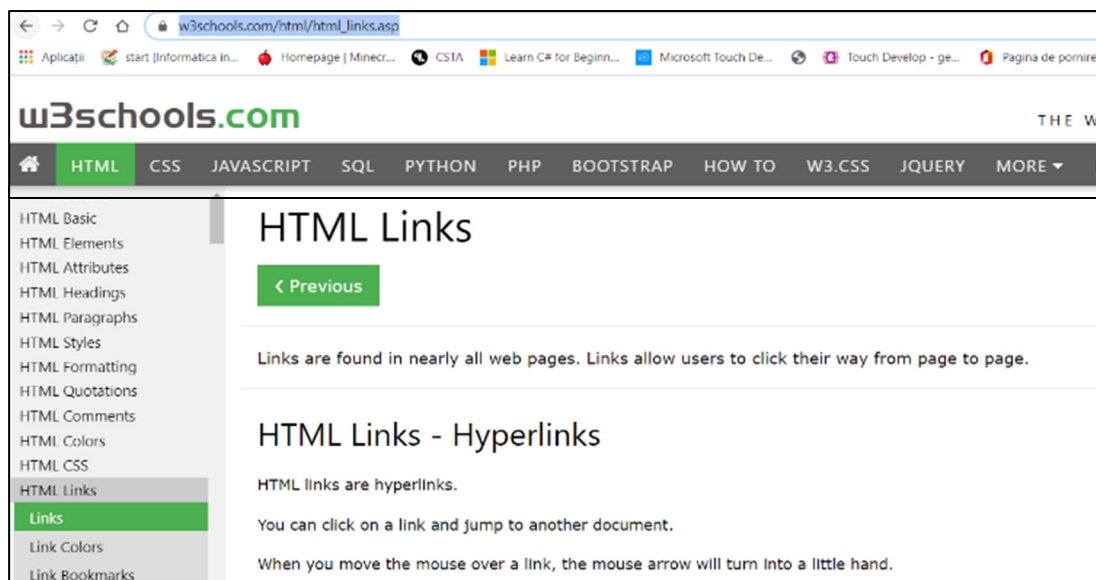 w3schools.com/html/html_links.asp
Aplicații start [Informatica în... Homepage | Minecr... CSTA Learn C# for Beginn... Microsoft Touch De... Touch Develop - ge... Pagina de pornire
w3schools.com
THE W
HTML CSS JAVASCRIPT SQL PYTHON PHP BOOTSTRAP HOW TO W3.CSS JQUERY MORE
HTML Basic
HTML Elements
HTML Attributes
HTML Headings
HTML Paragraphs
HTML Styles
HTML Formatting
HTML Quotations
HTML Comments
HTML Colors
HTML CSS
HTML Links
Links
Link Colors
Link Bookmarks
HTML Links
❮ Previous
Links are found in nearly all web pages. Links allow users to click their way from page to page.
HTML Links - Hyperlinks
HTML links are hyperlinks.
You can click on a link and jump to another document.
When you move the mouse over a link, the mouse arrow will turn into a little hand.